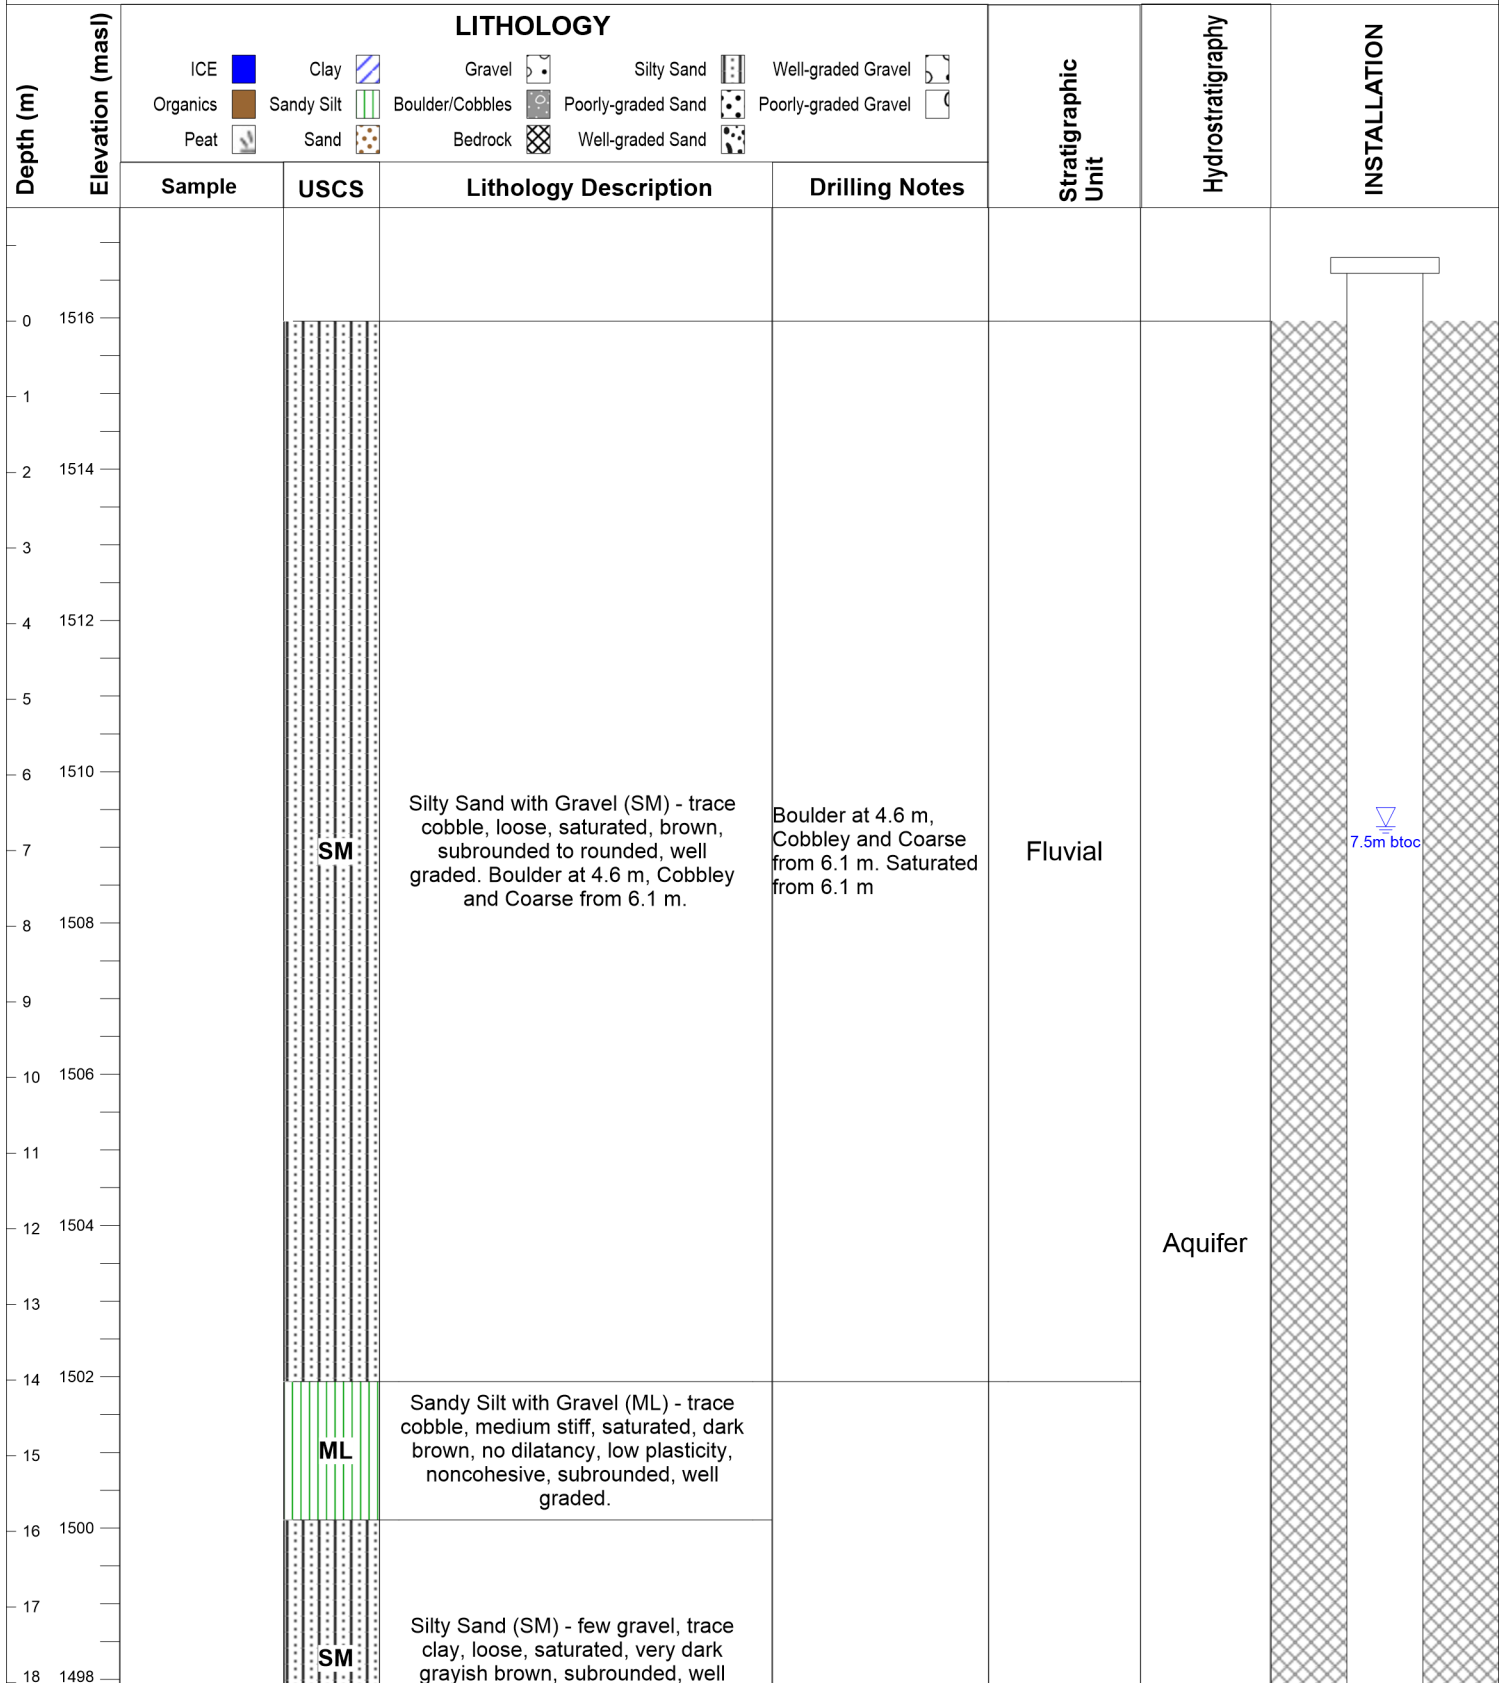 Depth (m)
Elevation (masl)
LITHOLOGY
ICE
Clay
Gravel
Silty Sand
Well-graded Gravel
Organics
Sandy Silt
Boulder/Cobbles
Poorly-graded Sand
Poorly-graded Gravel
Peat
Sand
Bedrock
Well-graded Sand
Sample
USCS
Lithology Description
Drilling Notes
Stratigraphic
Unit
Hydrostratigraphy
INSTALLATION
0
1516
1
2
1514
3
4
1512
5
6
1510
7
8
1508
9
10
1506
11
12
1504
13
14
1502
15
16
1500
17
18
1498
SM
Silty Sand with Gravel (SM) - trace
cobble, loose, saturated, brown,
subrounded to rounded, well
graded. Boulder at 4.6 m, Cobbley
and Coarse from 6.1 m.
Boulder at 4.6 m,
Cobbley and Coarse
from 6.1 m. Saturated
from 6.1 m
Fluvial
7.5m btoc
Aquifer
ML
Sandy Silt with Gravel (ML) - trace
cobble, medium stiff, saturated, dark
brown, no dilatancy, low plasticity,
noncohesive, subrounded, well
graded.
SM
Silty Sand (SM) - few gravel, trace
clay, loose, saturated, very dark
grayish brown, subrounded, well